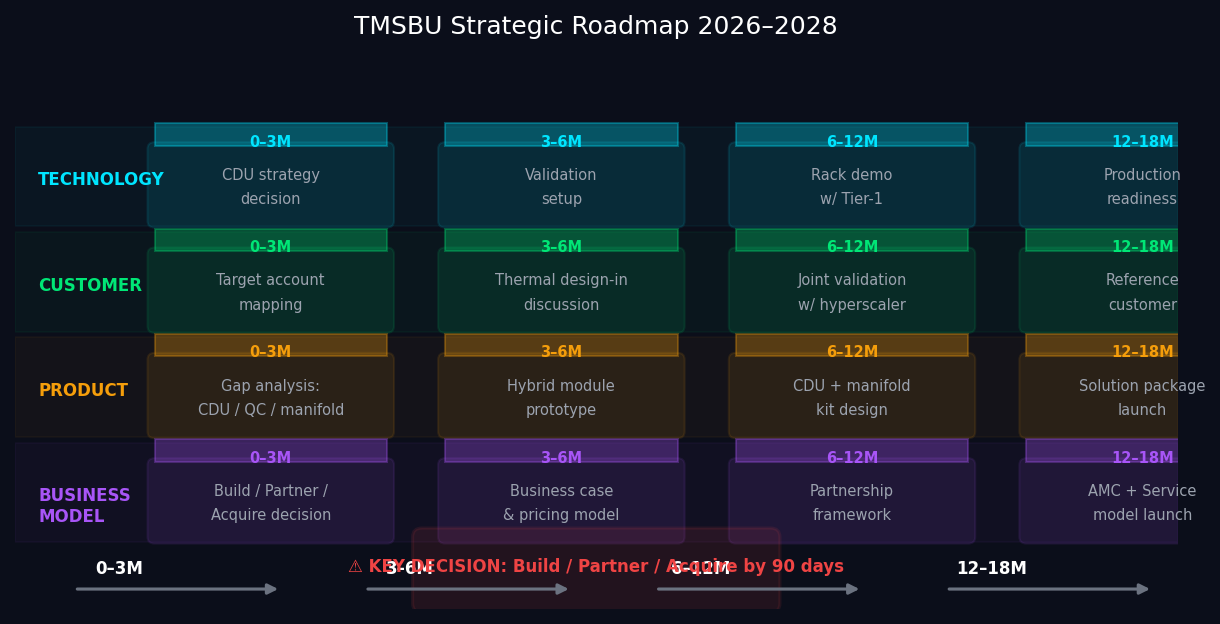 TMSBU Strategic Roadmap 2026–2028
0–3M
3–6M
6–12M
12–18M
TECHNOLOGY
CDU strategy
decision
Validation
setup
Rack demo
w/ Tier-1
Production
readiness
0–3M
3–6M
6–12M
12–18M
CUSTOMER
Target account
mapping
Thermal design-in
discussion
Joint validation
w/ hyperscaler
Reference
customer
0–3M
3–6M
6–12M
12–18M
PRODUCT
Gap analysis:
CDU / QC / manifold
Hybrid module
prototype
CDU + manifold
kit design
Solution package
launch
0–3M
3–6M
6–12M
12–18M
BUSINESS
MODEL
Build / Partner /
Acquire decision
Business case
& pricing model
Partnership
framework
AMC + Service
model launch
⚠ KEY DECISION: Build / Partner / Acquire by 90 days
0–3M
3–6M
6–12M
12–18M